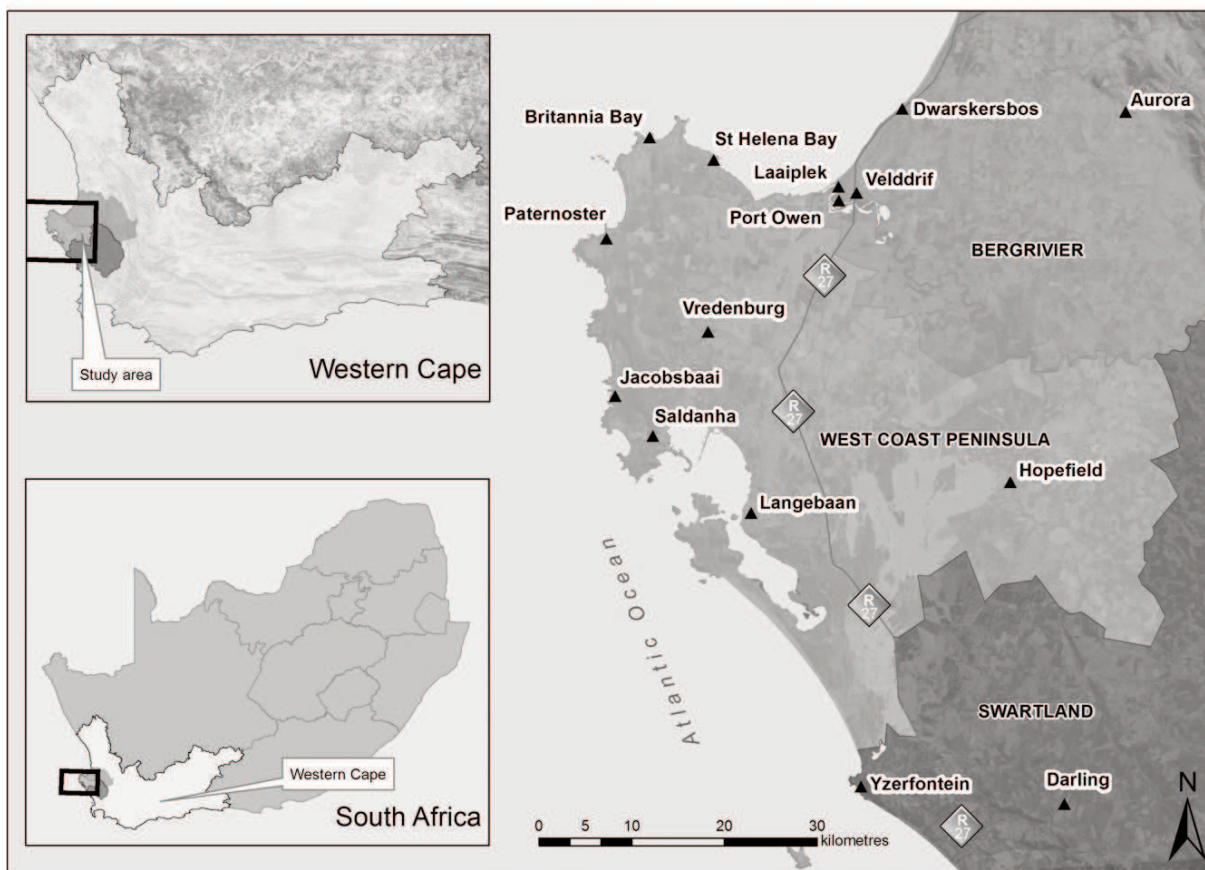 Study area
Western Cape
Western Cape
South Africa
Britannia Bay
St Helena Bay
Dwarskersbos
Aurora
Laaiplek
Velddrif
Port Owen
Paternoster
BERGRIVIER
R
27
Vredenburg
Jacobsbaai
R
27
Saldanha
WEST COAST PENINSULA
Hopefield
Langebaan
Atlantic Ocean
R
27
SWARTLAND
Yzerfontein
Darling
N
R
27
0 5 10 20 30
kilometres